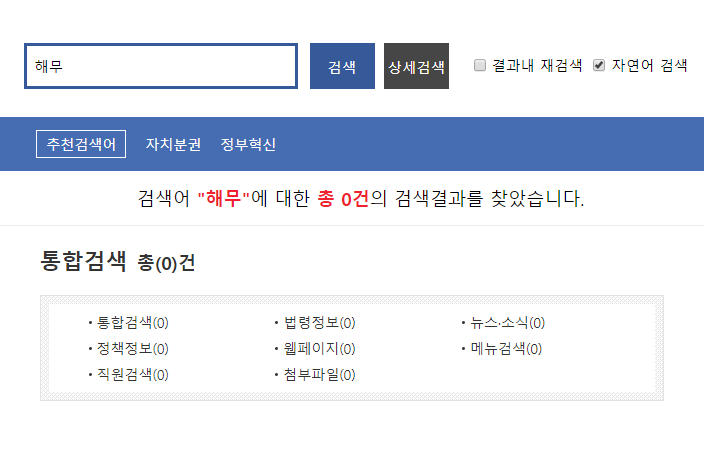 해무 검색 상세검색 결과내 재검색 자연어 검색
추천검색어 자치분권 정부혁신
검색어 "해무"에 대한 총 0건의 검색결과를 찾았습니다.
통합검색 총(0)건
• 통합검색(0) • 법령정보(0) • 뉴스·소식(0)
• 정책정보(0) • 웹페이지(0) • 메뉴검색(0)
• 직원검색(0) • 첨부파일(0)